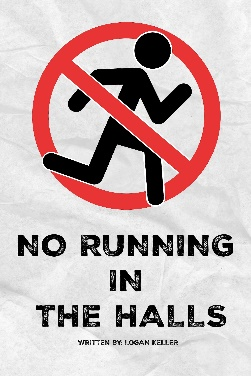 NO RUNNING
IN
THE HALLS
WRITTEN BY: LOGAN KELLER